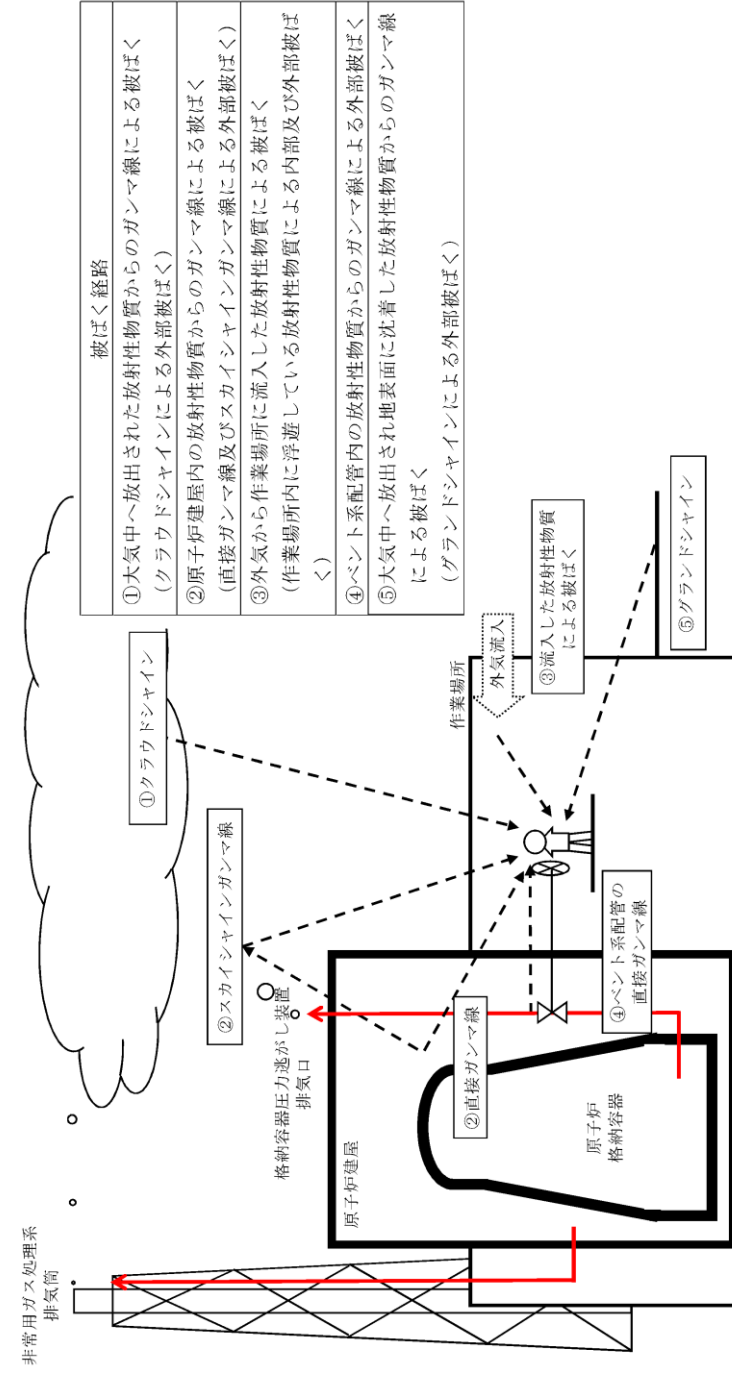 非常用ガス処理系
排気筒
①クラウドシャイン
②スカイシャインガンマ線
格納容器圧力逃がし装置
排気口
原子炉建屋
②直接ガンマ線
原子炉
格納容器
④ベント系配管の
直接ガンマ線
作業場所
外気流入
③流入した放射性物質
による被ばく
⑤グランドシャイン
被ばく経路
①大気中へ放出された放射性物質からのガンマ線による被ばく
(クラウドシャインによる外部被ばく)
②原子炉建屋内の放射性物質からのガンマ線による被ばく
(直接ガンマ線及びスカイシャインガンマ線による外部被ばく)
③外気から作業場所に流入した放射性物質による被ばく
(作業場所内に浮遊している放射性物質による内部及び外部被ば
く)
④ベント系配管内の放射性物質からのガンマ線による外部被ばく
⑤大気中へ放出され地表面に沈着した放射性物質からのガンマ線
による被ばく
(グランドシャインによる外部被ばく)